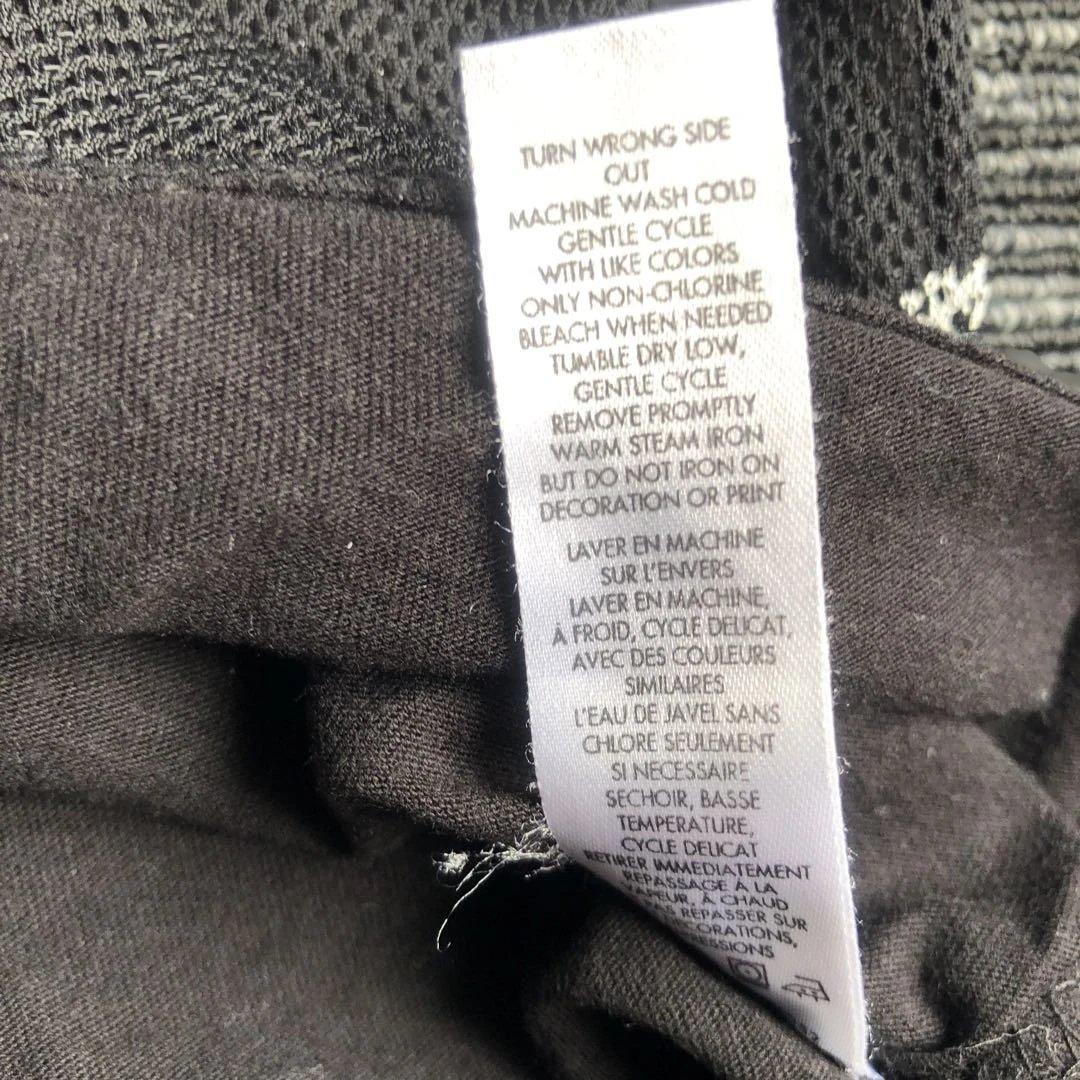 TURN WRONG SIDE
OUT
MACHINE WASH COLD
GENTLE CYCLE
WITH LIKE COLORS
ONLY NON-CHLORINE
BLEACH WHEN NEEDED
TUMBLE DRY LOW,
GENTLE CYCLE
REMOVE PROMPTLY
WARM STEAM IRON
BUT DO NOT IRON ON
DECORATION OR PRINT
LAVER EN MACHINE
SUR L'ENVERS
LAVER EN MACHINE,
À FROID, CYCLE DELICAT,
AVEC DES COULEURS
SIMILAIRES
L'EAU DE JAVEL SANS
CHLORE SEULEMENT
SI NECESSAIRE
SECHOIR, BASSE
TEMPERATURE,
CYCLE DELICAT
RETIRER IMMEDIATEMENT
REPASSAGE À LA
VAPEUR, À CHAUD
REPASSER SUR